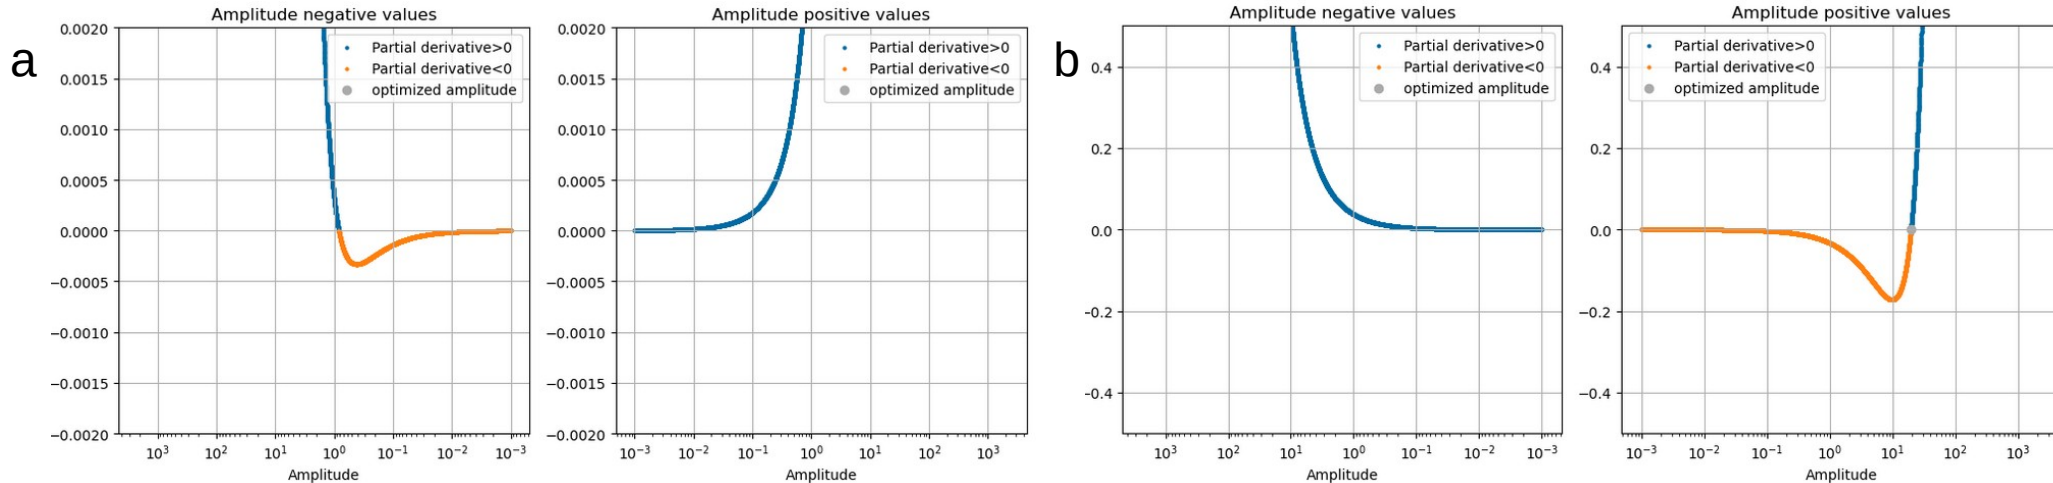 a
Amplitude negative values
0.0020
0.0015
0.0010
0.0005
0.0000
−0.0005
−0.0010
−0.0015
−0.0020
Partial derivative>0
Partial derivative<0
optimized amplitude
10³ 10² 10¹ 10⁰ 10⁻¹ 10⁻² 10⁻³
Amplitude
Amplitude positive values
0.0020
0.0015
0.0010
0.0005
0.0000
−0.0005
−0.0010
−0.0015
−0.0020
Partial derivative>0
Partial derivative<0
optimized amplitude
10⁻³ 10⁻² 10⁻¹ 10⁰ 10¹ 10² 10³
Amplitude
b
Amplitude negative values
0.4
0.2
0.0
−0.2
−0.4
Partial derivative>0
Partial derivative<0
optimized amplitude
10³ 10² 10¹ 10⁰ 10⁻¹ 10⁻² 10⁻³
Amplitude
Amplitude positive values
0.4
0.2
0.0
−0.2
−0.4
Partial derivative>0
Partial derivative<0
optimized amplitude
10⁻³ 10⁻² 10⁻¹ 10⁰ 10¹ 10² 10³
Amplitude